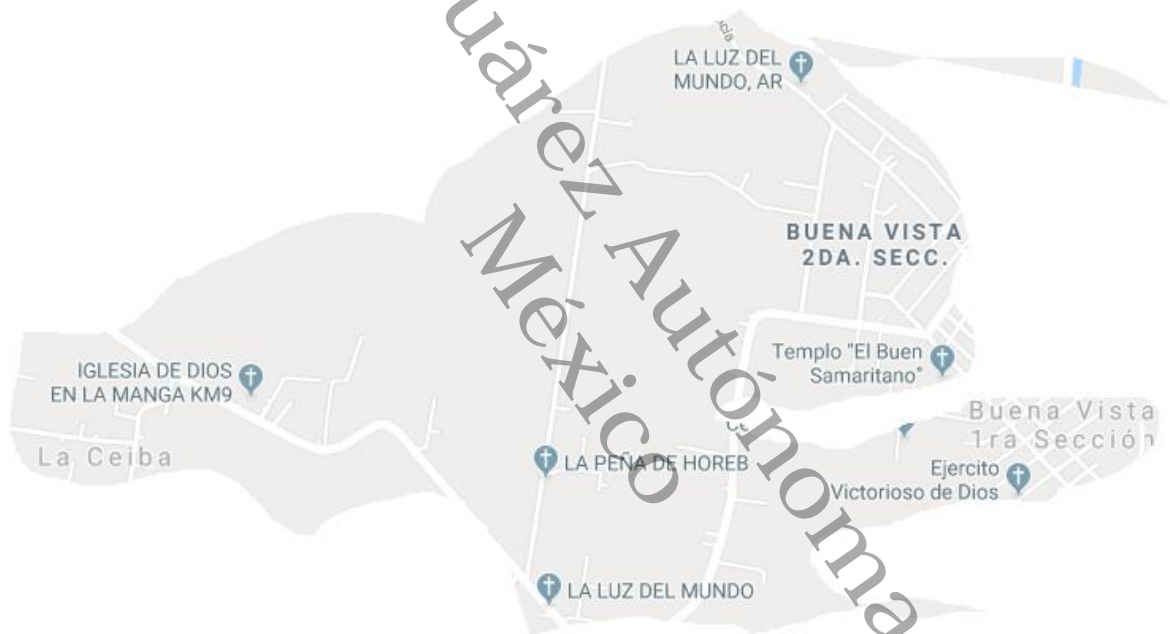 LA LUZ DEL
MUNDO, AR
BUENA VISTA
2DA. SECC.
Templo "El Buen
Samaritano"
IGLESIA DE DIOS
EN LA MANGA KM9
La Ceiba
Buena Vista
1ra Sección
LA PEÑA DE HOREB
Ejercito
Victorioso de Dios
LA LUZ DEL MUNDO
uárez Autónoma
México